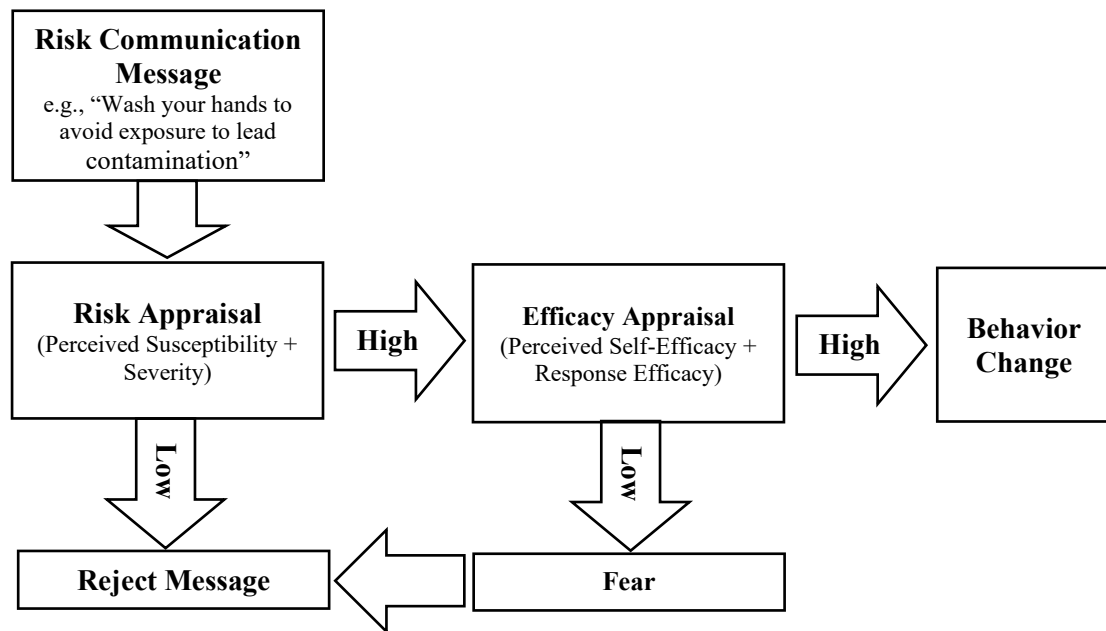 Risk Communication
Message
e.g., “Wash your hands to
avoid exposure to lead
contamination”
Risk Appraisal
(Perceived Susceptibility +
Severity)
High
Efficacy Appraisal
(Perceived Self-Efficacy +
Response Efficacy)
High
Behavior
Change
Low
Low
Reject Message
Fear